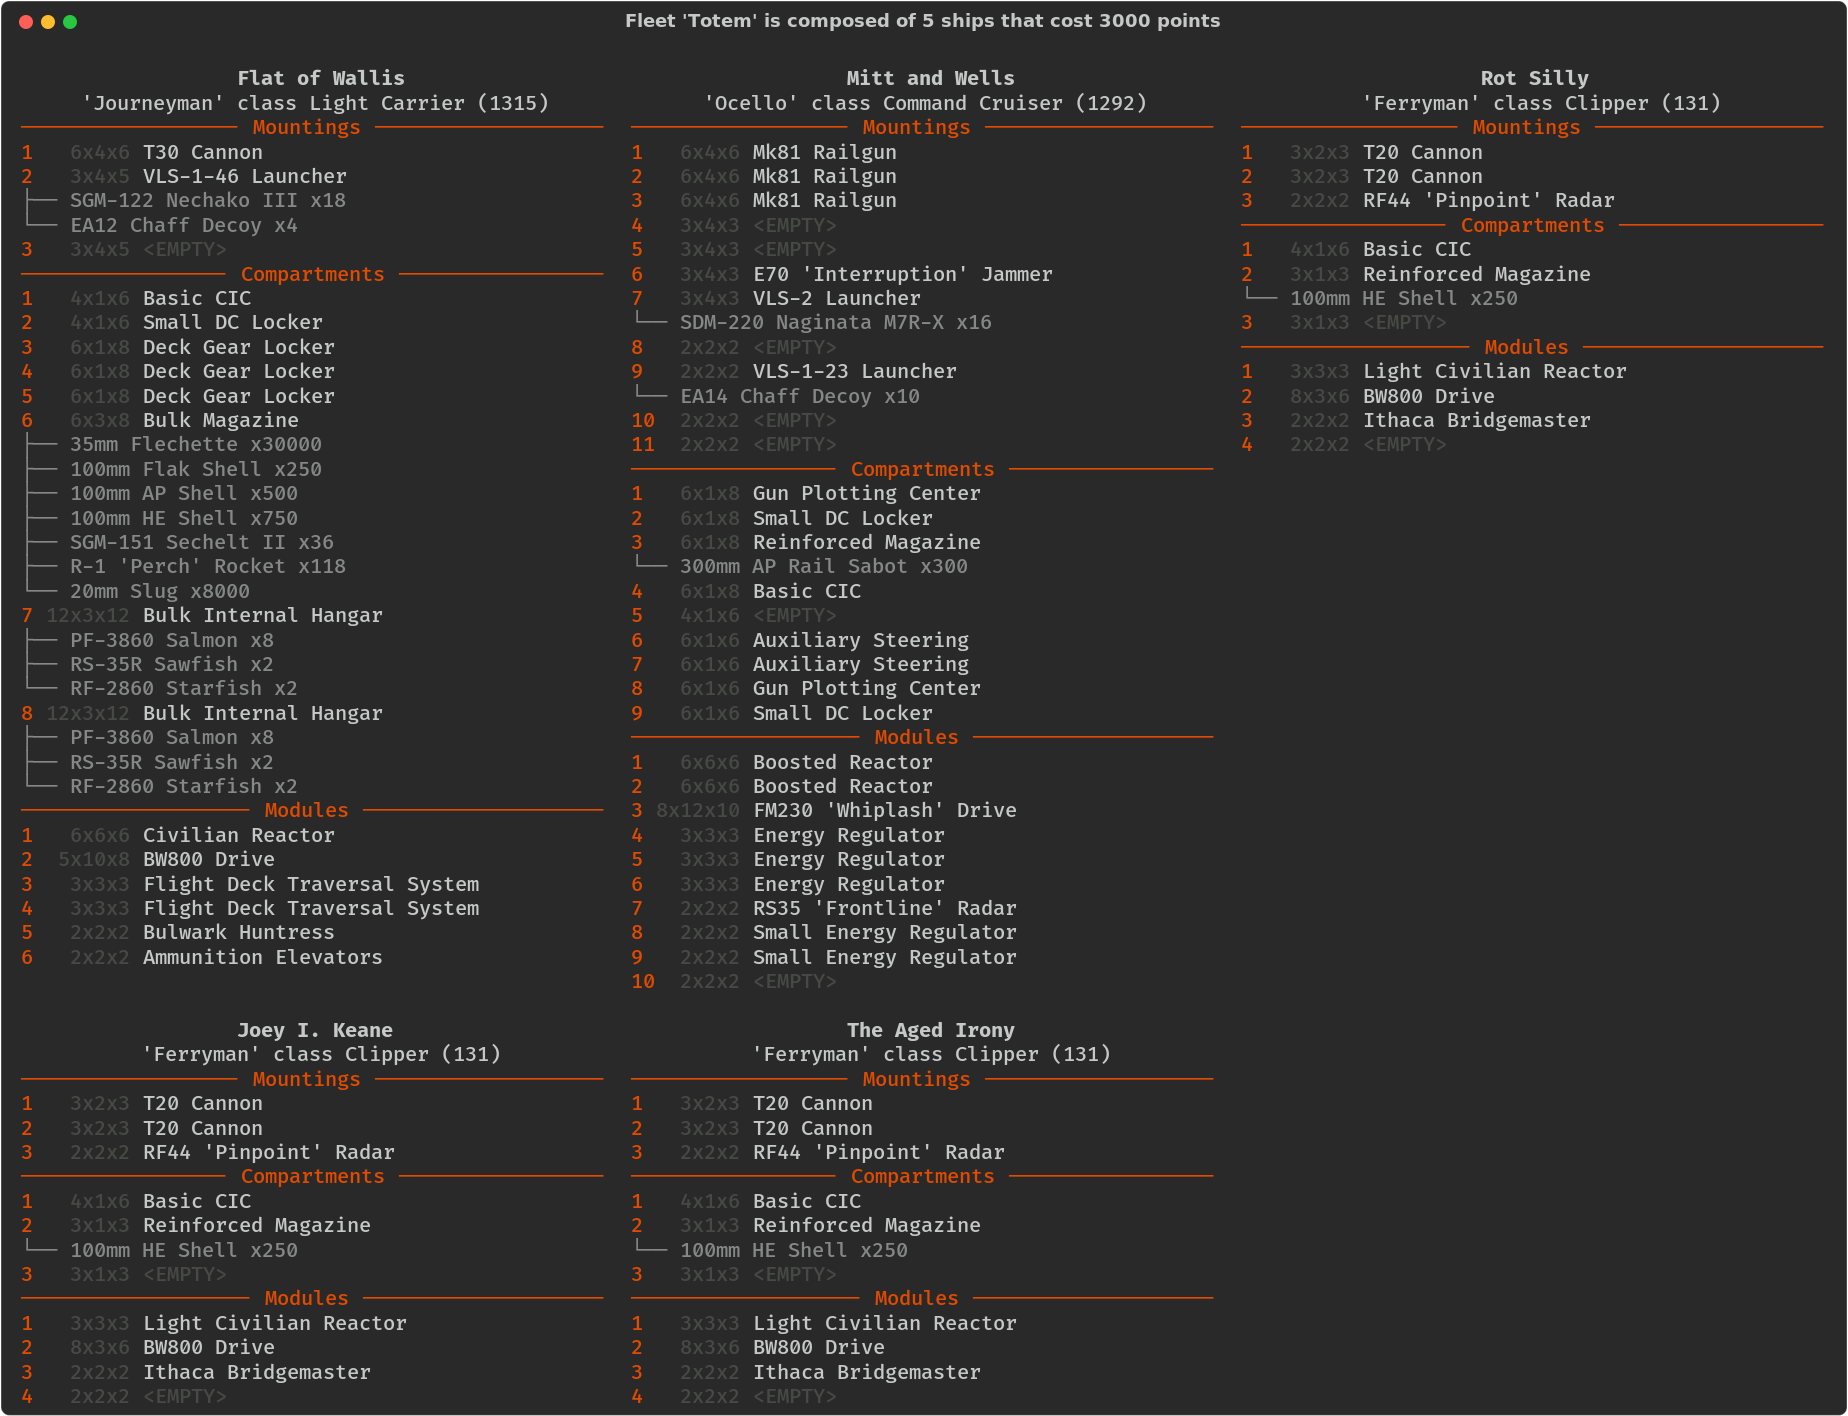 Fleet 'Totem' is composed of 5 ships that cost 3000 points
Flat of Wallis
'Journeyman' class Light Carrier (1315)
Mountings
1 6x4x6 T30 Cannon
2 3x4x5 VLS-1-46 Launcher
SGM-122 Nechako III x18
EA12 Chaff Decoy x4
3 3x4x5 <EMPTY>
Compartments
1 4x1x6 Basic CIC
2 4x1x6 Small DC Locker
3 6x1x8 Deck Gear Locker
4 6x1x8 Deck Gear Locker
5 6x1x8 Deck Gear Locker
6 6x3x8 Bulk Magazine
35mm Flechette x30000
100mm Flak Shell x250
100mm AP Shell x500
100mm HE Shell x750
SGM-151 Sechelt II x36
R-1 'Perch' Rocket x118
20mm Slug x8000
7 12x3x12 Bulk Internal Hangar
PF-3860 Salmon x8
RS-35R Sawfish x2
RF-2860 Starfish x2
8 12x3x12 Bulk Internal Hangar
PF-3860 Salmon x8
RS-35R Sawfish x2
RF-2860 Starfish x2
Modules
1 6x6x6 Civilian Reactor
2 5x10x8 BW800 Drive
3 3x3x3 Flight Deck Traversal System
4 3x3x3 Flight Deck Traversal System
5 2x2x2 Bulwark Huntress
6 2x2x2 Ammunition Elevators
Mitt and Wells
'Ocello' class Command Cruiser (1292)
Mountings
1 6x4x6 Mk81 Railgun
2 6x4x6 Mk81 Railgun
3 6x4x6 Mk81 Railgun
4 3x4x3 <EMPTY>
5 3x4x3 <EMPTY>
6 3x4x3 E70 'Interruption' Jammer
7 3x4x3 VLS-2 Launcher
SDM-220 Naginata M7R-X x16
8 2x2x2 <EMPTY>
9 2x2x2 VLS-1-23 Launcher
EA14 Chaff Decoy x10
10 2x2x2 <EMPTY>
11 2x2x2 <EMPTY>
Compartments
1 6x1x8 Gun Plotting Center
2 6x1x8 Small DC Locker
3 6x1x8 Reinforced Magazine
300mm AP Rail Sabot x300
4 6x1x8 Basic CIC
5 4x1x6 <EMPTY>
6 6x1x6 Auxiliary Steering
7 6x1x6 Auxiliary Steering
8 6x1x6 Gun Plotting Center
9 6x1x6 Small DC Locker
Modules
1 6x6x6 Boosted Reactor
2 6x6x6 Boosted Reactor
3 8x12x10 FM230 'Whiplash' Drive
4 3x3x3 Energy Regulator
5 3x3x3 Energy Regulator
6 3x3x3 Energy Regulator
7 2x2x2 RS35 'Frontline' Radar
8 2x2x2 Small Energy Regulator
9 2x2x2 Small Energy Regulator
10 2x2x2 <EMPTY>
Rot Silly
'Ferryman' class Clipper (131)
Mountings
1 3x2x3 T20 Cannon
2 3x2x3 T20 Cannon
3 2x2x2 RF44 'Pinpoint' Radar
Compartments
1 4x1x6 Basic CIC
2 3x1x3 Reinforced Magazine
100mm HE Shell x250
3 3x1x3 <EMPTY>
Modules
1 3x3x3 Light Civilian Reactor
2 8x3x6 BW800 Drive
3 2x2x2 Ithaca Bridgemaster
4 2x2x2 <EMPTY>
Joey I. Keane
'Ferryman' class Clipper (131)
Mountings
1 3x2x3 T20 Cannon
2 3x2x3 T20 Cannon
3 2x2x2 RF44 'Pinpoint' Radar
Compartments
1 4x1x6 Basic CIC
2 3x1x3 Reinforced Magazine
100mm HE Shell x250
3 3x1x3 <EMPTY>
Modules
1 3x3x3 Light Civilian Reactor
2 8x3x6 BW800 Drive
3 2x2x2 Ithaca Bridgemaster
4 2x2x2 <EMPTY>
The Aged Irony
'Ferryman' class Clipper (131)
Mountings
1 3x2x3 T20 Cannon
2 3x2x3 T20 Cannon
3 2x2x2 RF44 'Pinpoint' Radar
Compartments
1 4x1x6 Basic CIC
2 3x1x3 Reinforced Magazine
100mm HE Shell x250
3 3x1x3 <EMPTY>
Modules
1 3x3x3 Light Civilian Reactor
2 8x3x6 BW800 Drive
3 2x2x2 Ithaca Bridgemaster
4 2x2x2 <EMPTY>